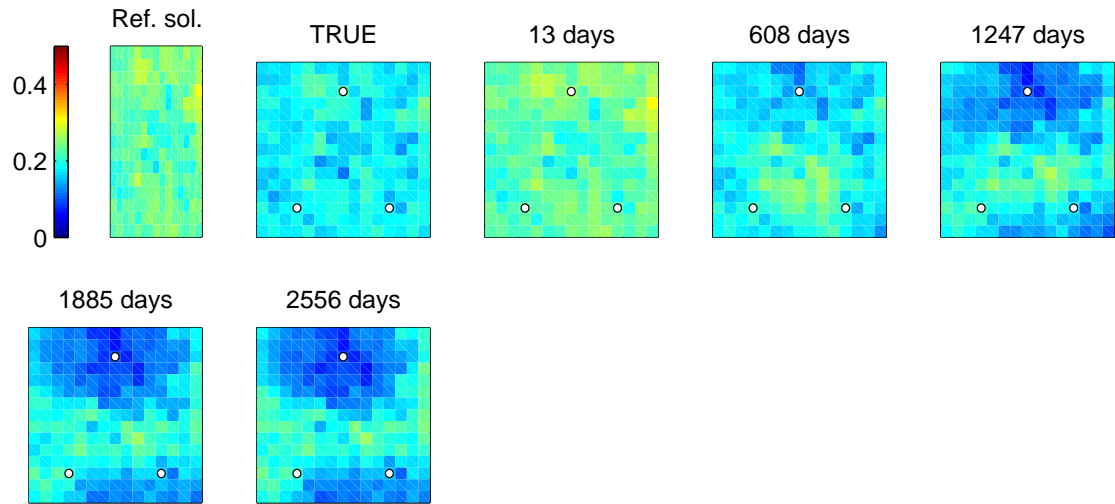 Ref. sol.
TRUE
13 days
608 days
1247 days
0.4
0.2
0
1885 days
2556 days